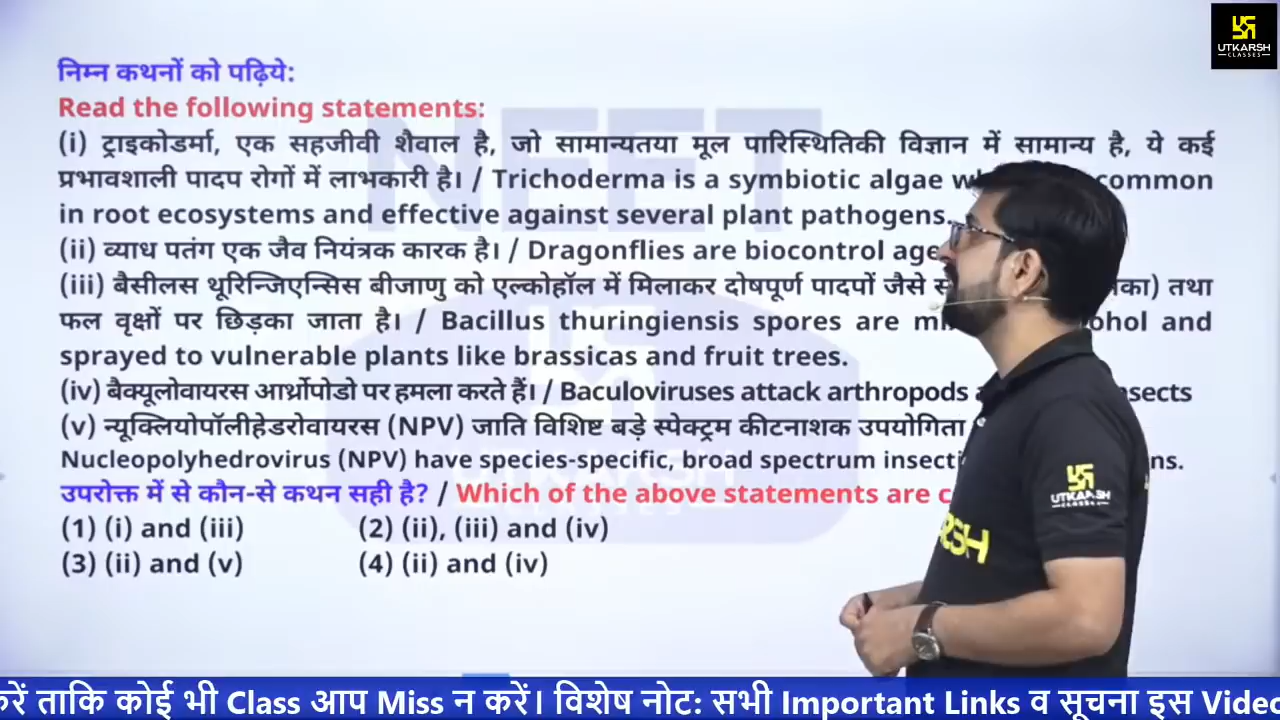 UTKARSH
CLASSES
निम्न कथनों को पढ़िये:
Read the following statements:
(i) ट्राइकोडर्मा, एक सहजीवी शैवाल है, जो सामान्यतया मूल पारिस्थितिकी विज्ञान में सामान्य है, ये कई
प्रभावशाली पादप रोगों में लाभकारी है। / Trichoderma is a symbiotic algae common
in root ecosystems and effective against several plant pathogens.
(ii) व्याध पतंग एक जैव नियंत्रक कारक है। / Dragonflies are biocontrol
(iii) बैसीलस थूरिन्जिएन्सिस बीजाणु को एल्कोहॉल में मिलाकर दोषपूर्ण पादपों जैसे तथा
फल वृक्षों पर छिड़का जाता है। / Bacillus thuringiensis spores are and
sprayed to vulnerable plants like brassicas and fruit trees.
(iv) बैक्यूलोवायरस आर्थ्रोपोडो पर हमला करते हैं। / Baculoviruses attack arthropods
(v) न्यूक्लियोपॉलीहेडरोवायरस (NPV) जाति विशिष्ट बड़े स्पेक्ट्रम कीटनाशक उपयोगिता
Nucleopolyhedrovirus (NPV) have species-specific, broad spectrum
उपरोक्त में से कौन-से कथन सही है? / Which of the above statements are
(1) (i) and (iii) (2) (ii), (iii) and (iv)
(3) (ii) and (v) (4) (ii) and (iv)
NEET
UTKARSH
CLASSES
करें ताकि कोई भी Class आप Miss न करें। विशेष नोट: सभी Important Links व सूचना इस Video